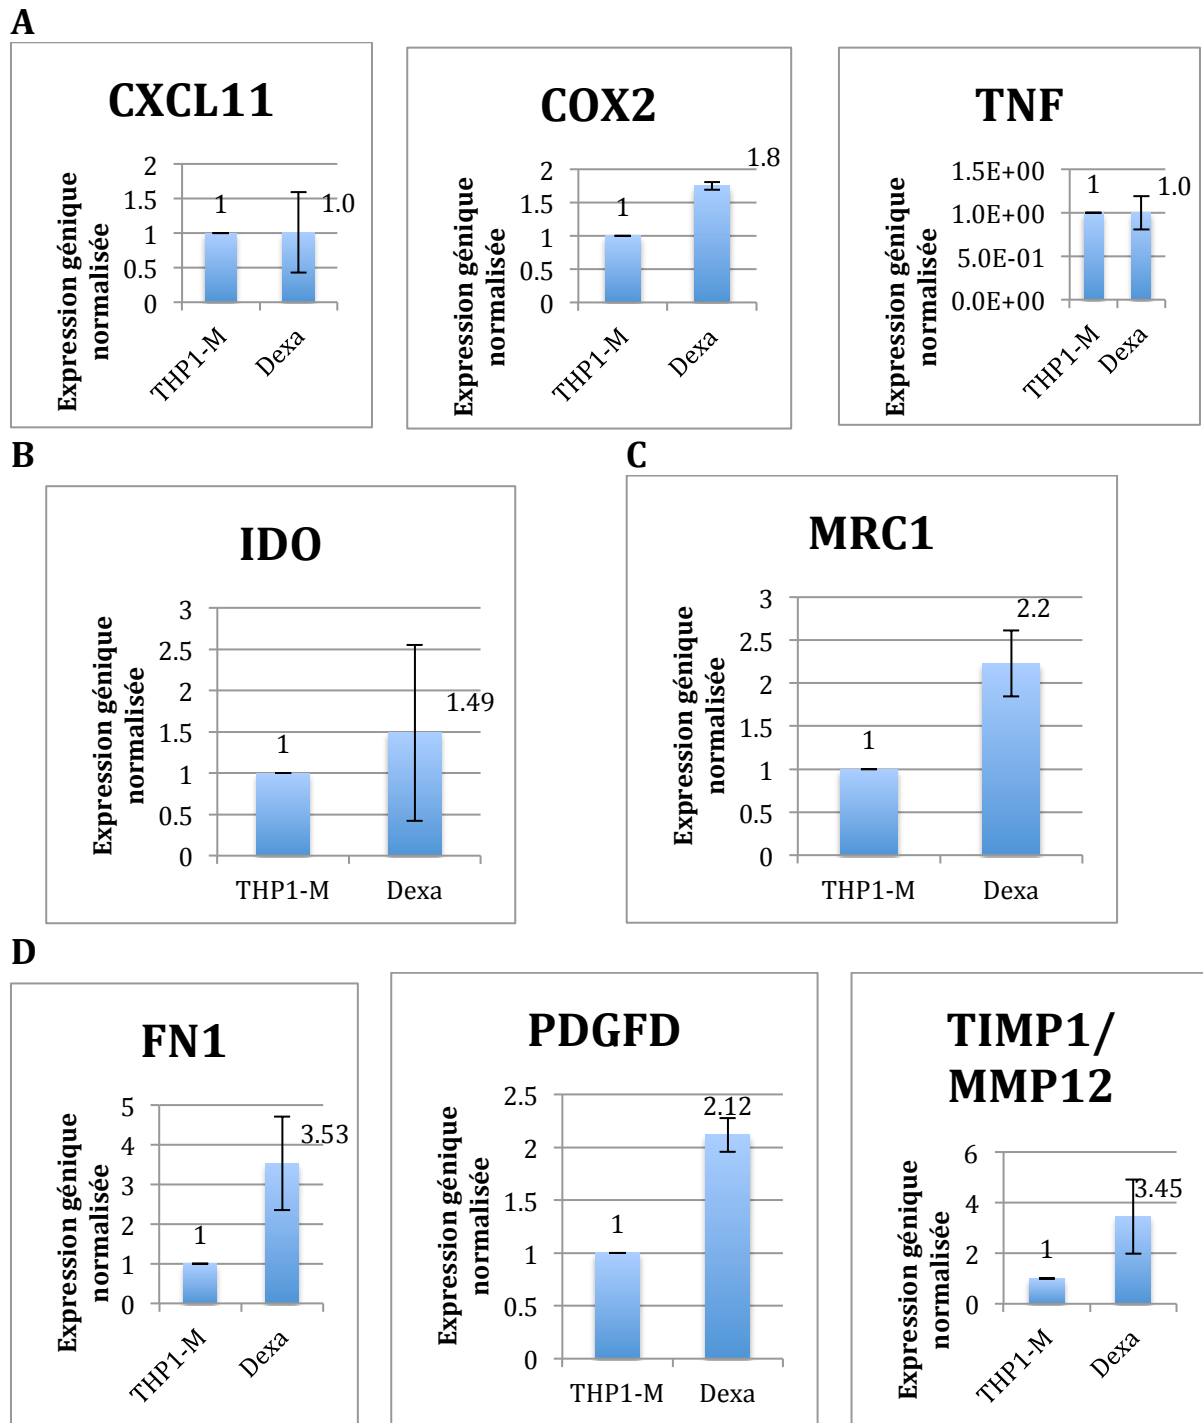 A
CXCL11
Expression génique
normalisée
2
1.5
1
0.5
0
1
1.0
THP1-M
Dexa
COX2
Expression génique
normalisée
2
1.5
1
0.5
0
1
1.8
THP1-M
Dexa
TNF
Expression génique
normalisée
1.5E+00
1.0E+00
5.0E-01
0.0E+00
1
1.0
THP1-M
Dexa
B
IDO
Expression génique
normalisée
3
2.5
2
1.5
1
0.5
0
1
1.49
THP1-M
Dexa
C
MRC1
Expression génique
normalisée
3
2.5
2
1.5
1
0.5
0
1
2.2
THP1-M
Dexa
D
FN1
Expression génique
normalisée
5
4
3
2
1
0
1
3.53
THP1-M
Dexa
PDGFD
Expression génique
normalisée
2.5
2
1.5
1
0.5
0
1
2.12
THP1-M
Dexa
TIMP1/
MMP12
Expression génique
normalisée
6
4
2
0
1
3.45
THP1-M
Dexa